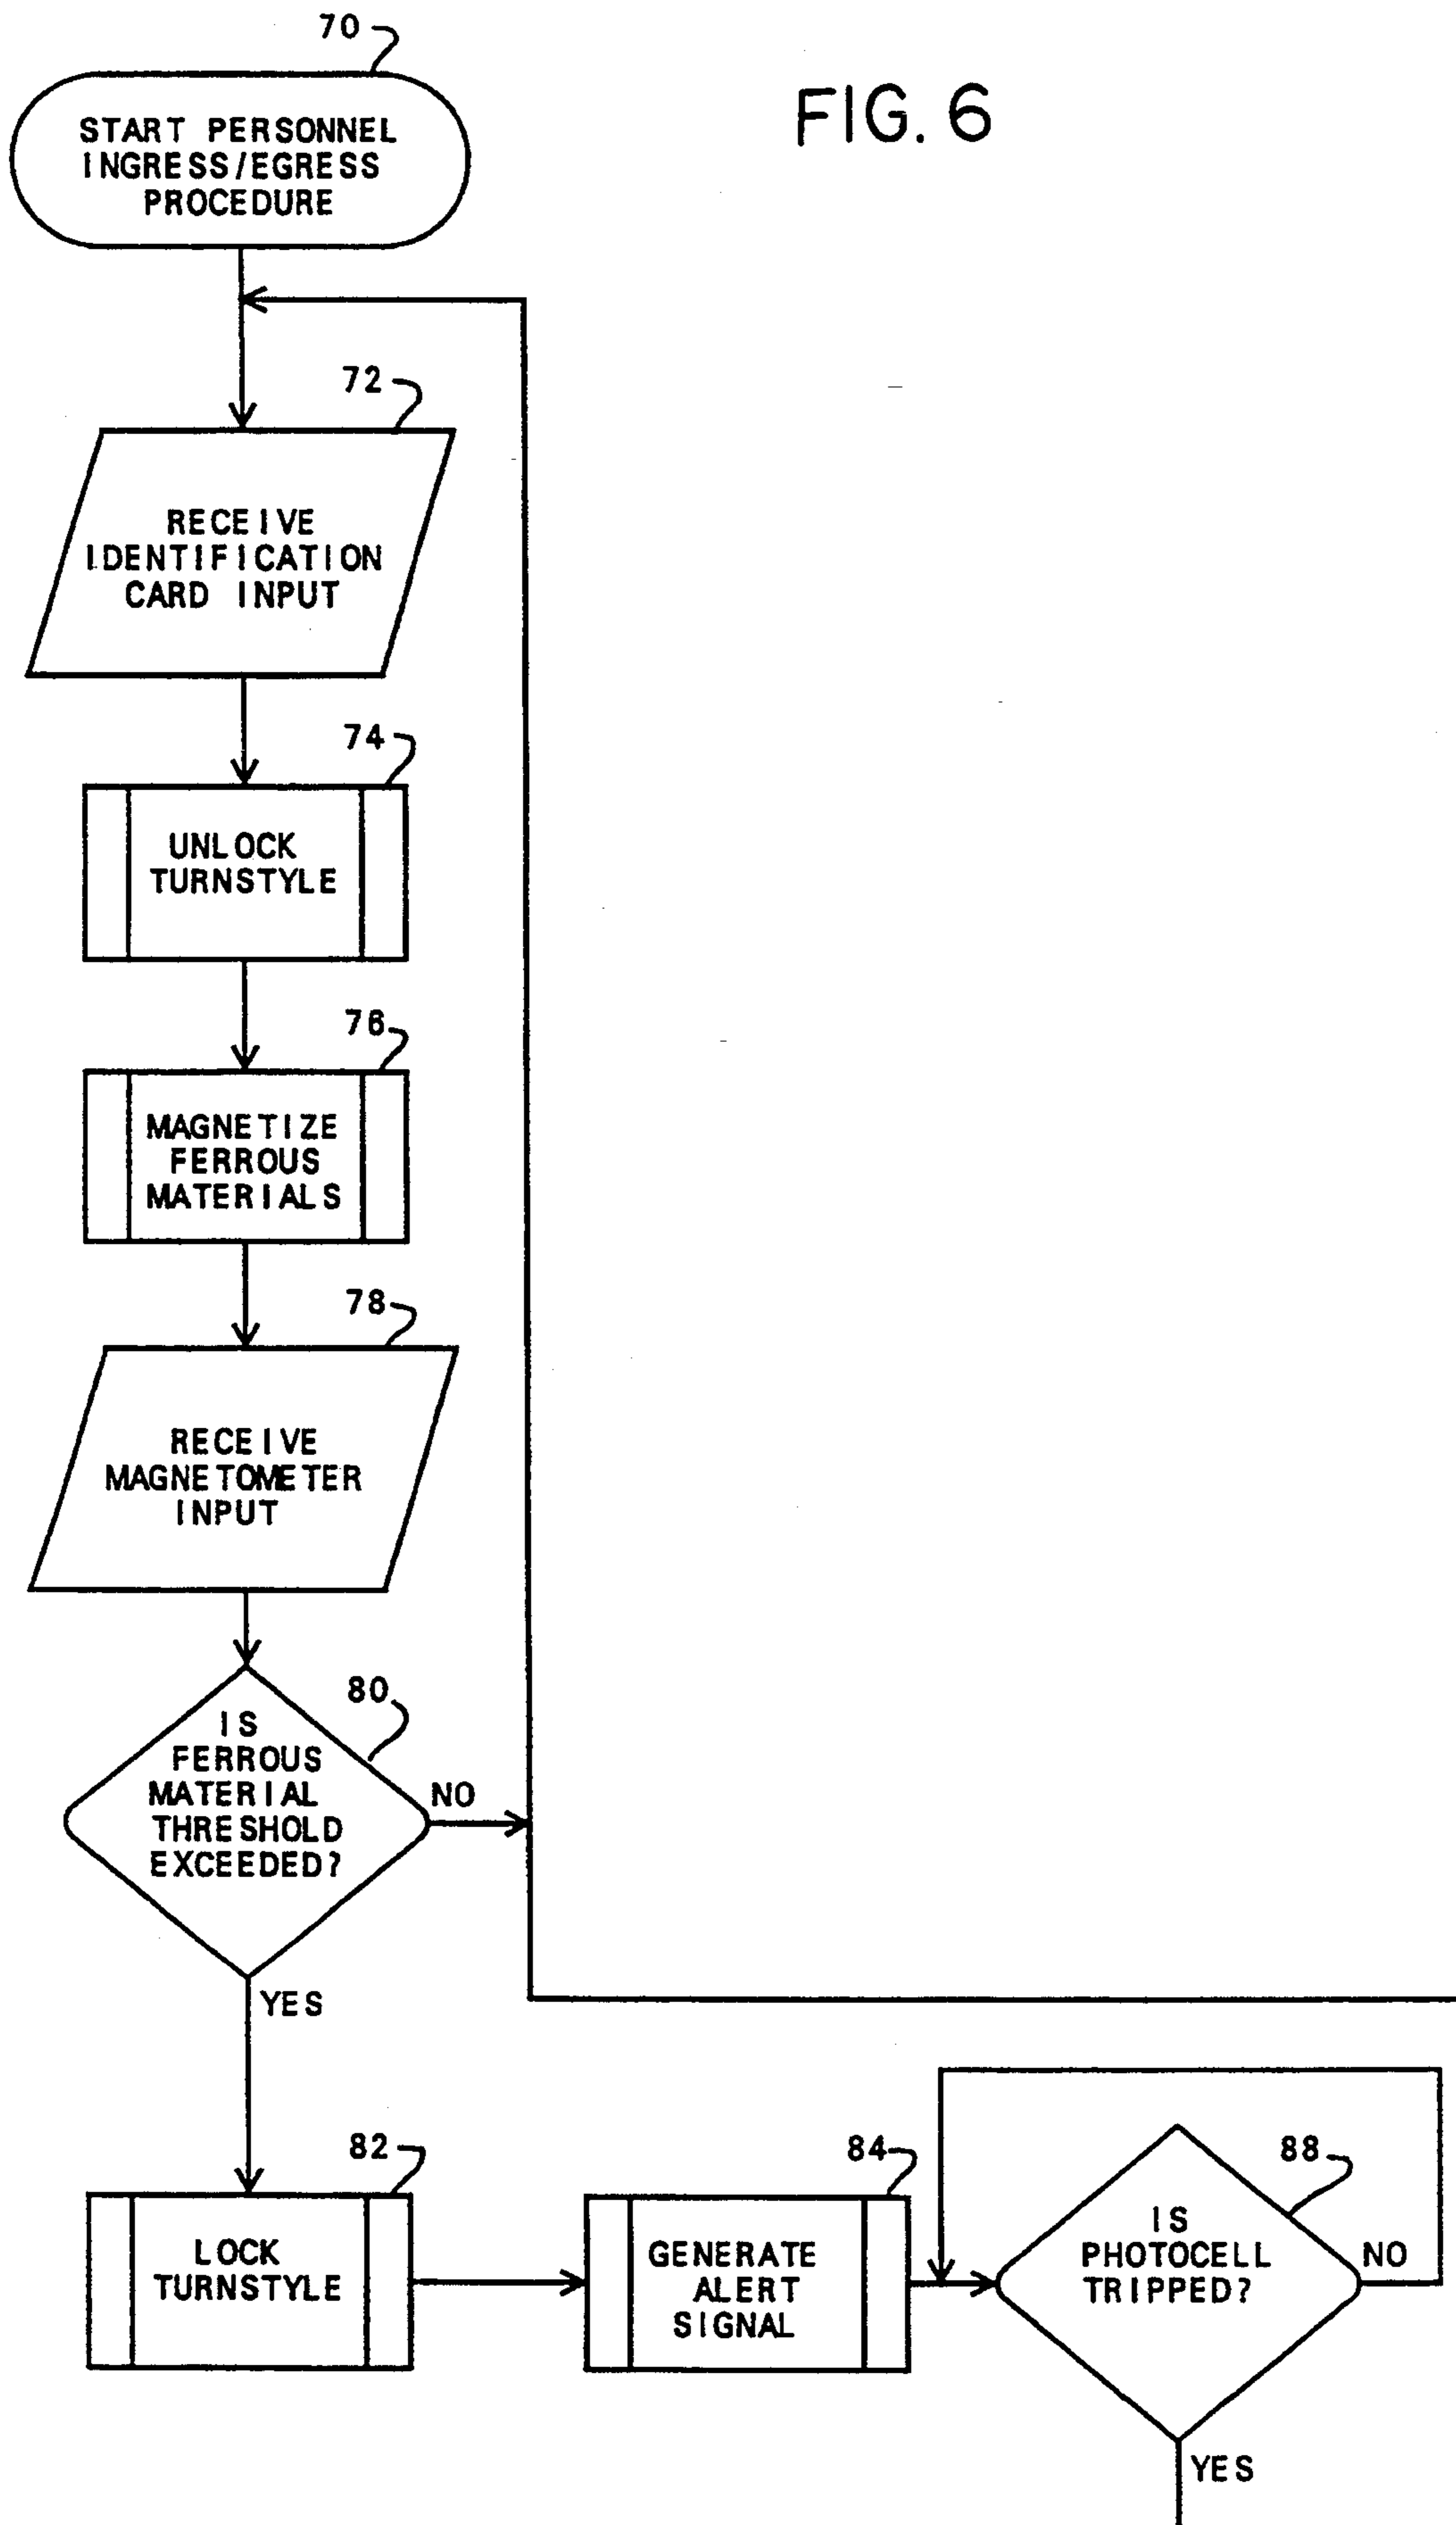 70
FIG. 6
START PERSONNEL
INGRESS/EGRESS
PROCEDURE
72
RECEIVE
IDENTIFICATION
CARD INPUT
74
UNLOCK
TURNSTYLE
76
MAGNETIZE
FERROUS
MATERIALS
78
RECEIVE
MAGNETOMETER
INPUT
80
IS
FERROUS
MATERIAL
THRESHOLD
EXCEEDED?
NO
YES
82
LOCK
TURNSTYLE
84
GENERATE
ALERT
SIGNAL
88
IS
PHOTOCELL
TRIPPED?
NO
YES